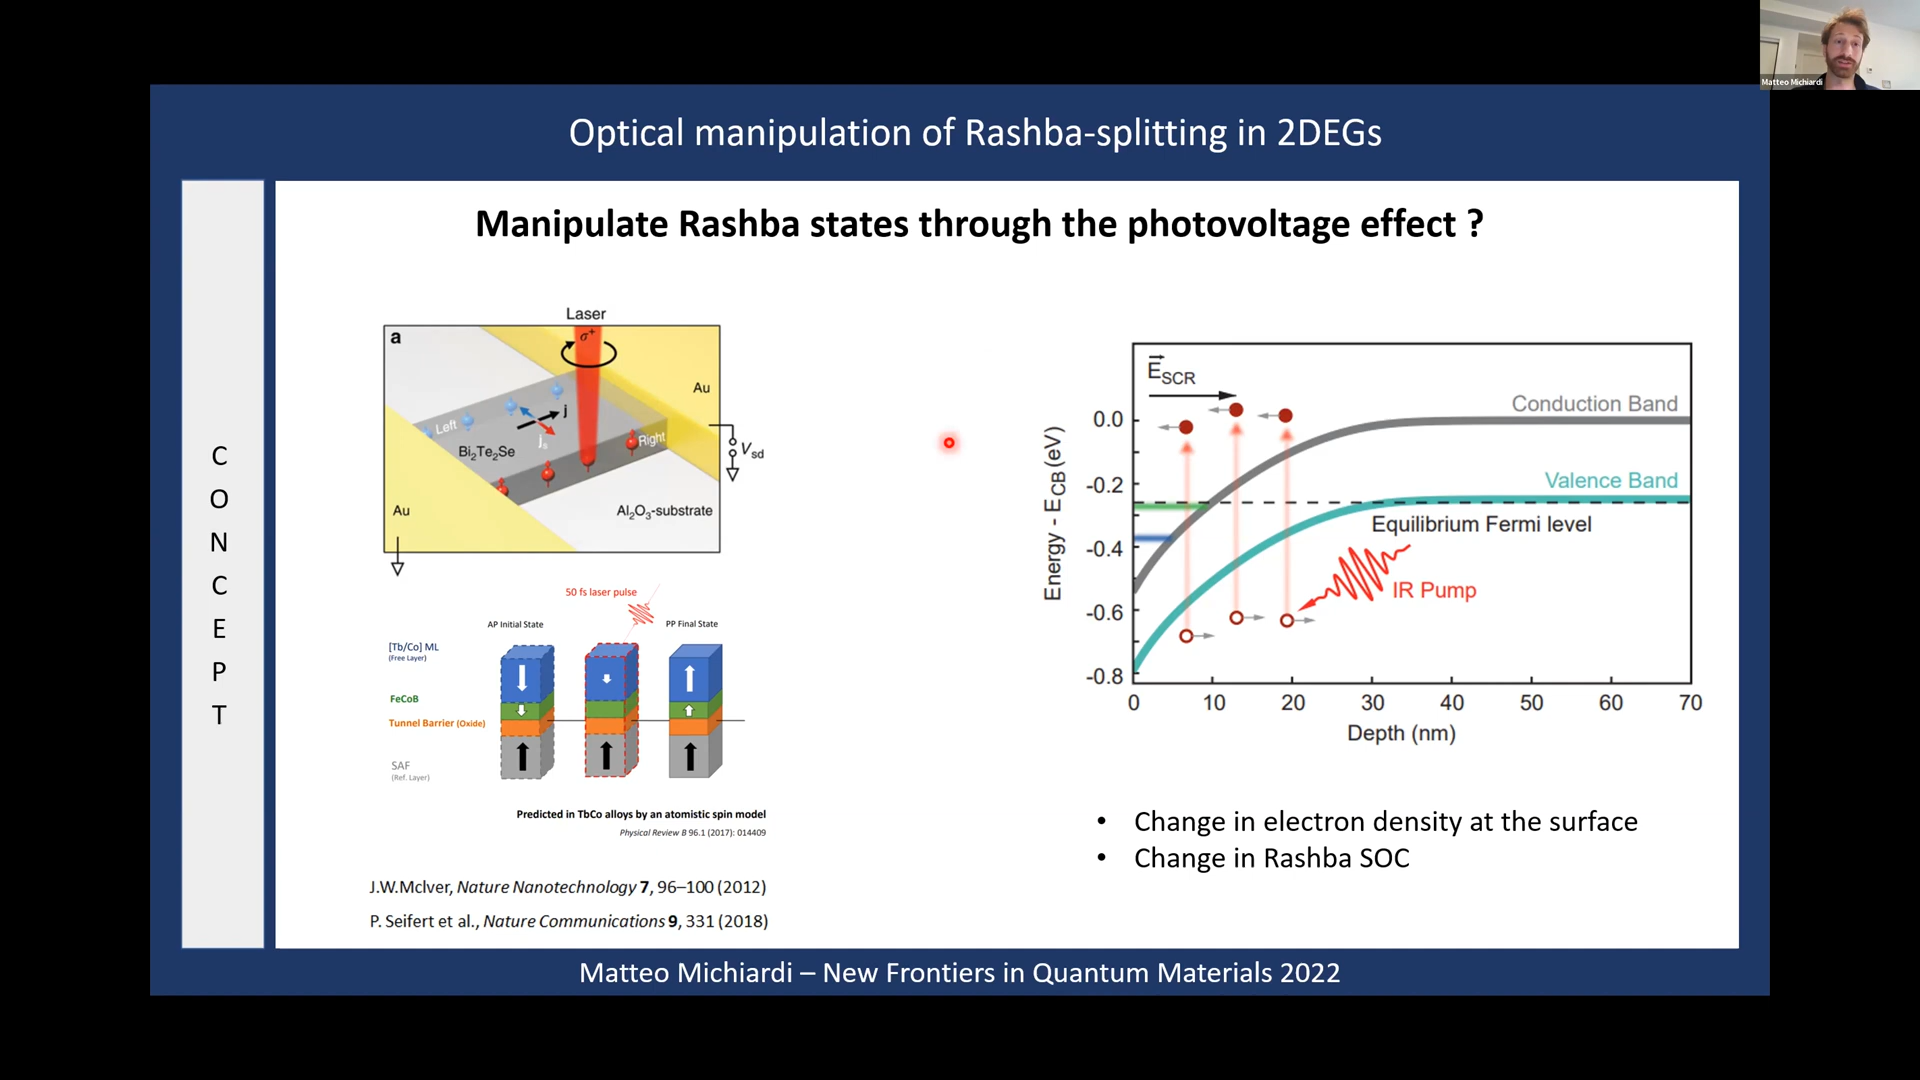 Matteo Michiardi
Optical manipulation of Rashba-splitting in 2DEGs
C
O
N
C
E
P
T
Manipulate Rashba states through the photovoltage effect ?
Laser
a
σ⁺
Au
Left
j
jₛ
Right
Bi₂Te₂Se
V_sd
Au
Al₂O₃-substrate
50 fs laser pulse
AP Initial State
PP Final State
[Tb/Co] ML
(Free Layer)
FeCoB
Tunnel Barrier (Oxide)
SAF
(Ref. Layer)
Predicted in TbCo alloys by an atomistic spin model
Physical Review B 96.1 (2017): 014409
J.W.McIver, Nature Nanotechnology 7, 96–100 (2012)
P. Seifert et al., Nature Communications 9, 331 (2018)
E_SCR
Conduction Band
Valence Band
Equilibrium Fermi level
IR Pump
Energy - E_CB (eV)
0.0
-0.2
-0.4
-0.6
-0.8
0 10 20 30 40 50 60 70
Depth (nm)
• Change in electron density at the surface
• Change in Rashba SOC
Matteo Michiardi – New Frontiers in Quantum Materials 2022